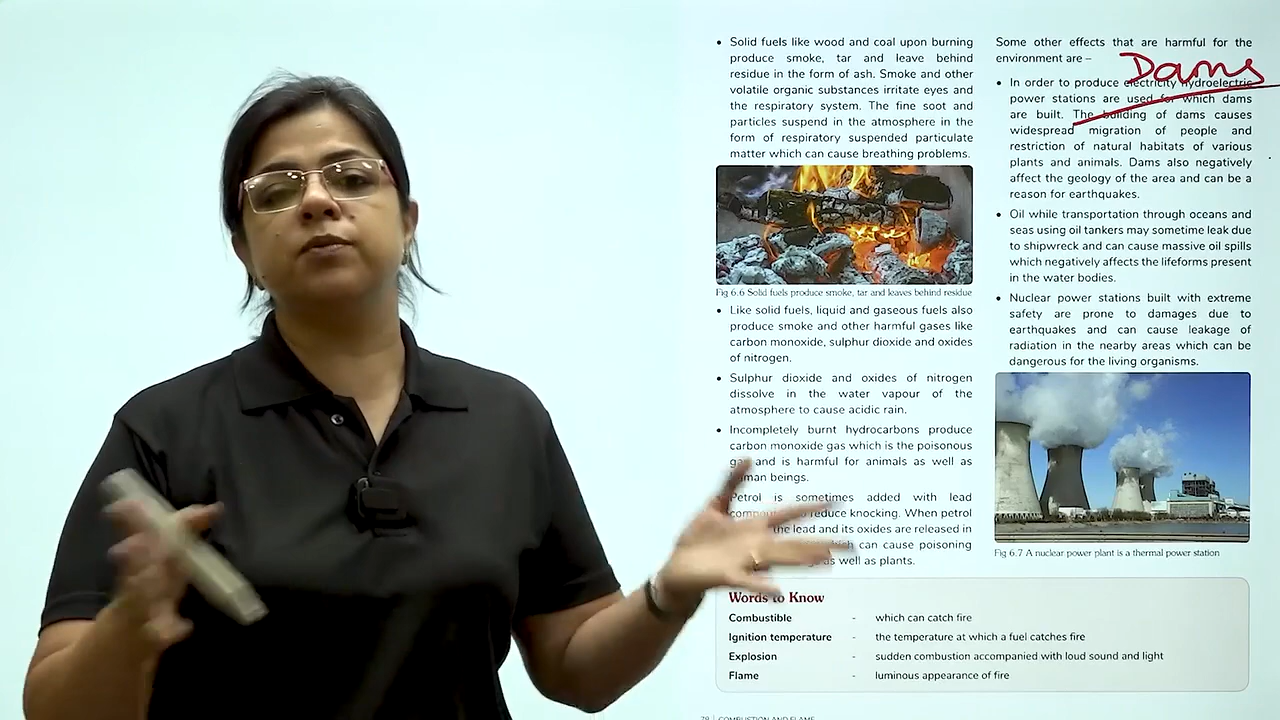 • Solid fuels like wood and coal upon burning
produce smoke, tar and leave behind
residue in the form of ash. Smoke and other
volatile organic substances irritate eyes and
the respiratory system. The fine soot and
particles suspend in the atmosphere in the
form of respiratory suspended particulate
matter which can cause breathing problems.
Fig 6.6 Solid fuels produce smoke, tar and leaves behind residue
• Like solid fuels, liquid and gaseous fuels also
produce smoke and other harmful gases like
carbon monoxide, sulphur dioxide and oxides
of nitrogen.
• Sulphur dioxide and oxides of nitrogen
dissolve in the water vapour of the
atmosphere to cause acidic rain.
• Incompletely burnt hydrocarbons produce
carbon monoxide gas which is the poisonous
and is harmful for animals as well as
beings.
Petrol is sometimes added with lead
reduce knocking. When petrol
the lead and its oxides are released in
can cause poisoning
as well as plants.
Some other effects that are harmful for the
environment are –
Dams
• In order to produce electricity hydroelectric
power stations are used for which dams
are built. The building of dams causes
widespread migration of people and
restriction of natural habitats of various
plants and animals. Dams also negatively
affect the geology of the area and can be a
reason for earthquakes.
• Oil while transportation through oceans and
seas using oil tankers may sometime leak due
to shipwreck and can cause massive oil spills
which negatively affects the lifeforms present
in the water bodies.
• Nuclear power stations built with extreme
safety are prone to damages due to
earthquakes and can cause leakage of
radiation in the nearby areas which can be
dangerous for the living organisms.
Fig 6.7 A nuclear power plant is a thermal power station
Words to Know
Combustible - which can catch fire
Ignition temperature - the temperature at which a fuel catches fire
Explosion - sudden combustion accompanied with loud sound and light
Flame - luminous appearance of fire
78 | COMBUSTION AND FLAME